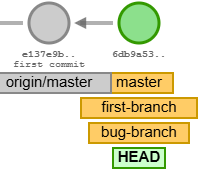 e137e9b.. 6db9a53..
first commit
origin/master master
first-branch
bug-branch
HEAD